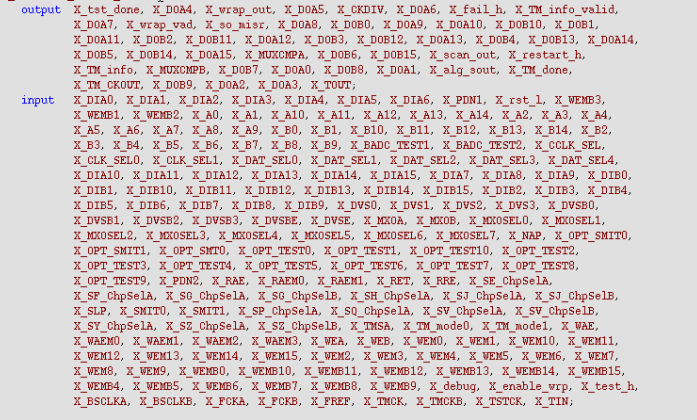 output X_tst_done, X_DOA4, X_wrap_out, X_DOA5, X_CKDIV, X_DOA6, X_fail_h, X_TM_info_valid,
X_DOA7, X_wrap_vad, X_so_misr, X_DOA8, X_DOB0, X_DOA9, X_DOA10, X_DOB10, X_DOB1,
X_DOA11, X_DOB2, X_DOB11, X_DOA12, X_DOB3, X_DOB12, X_DOA13, X_DOB4, X_DOB13, X_DOA14,
X_DOB5, X_DOB14, X_DOA15, X_MUXCMPA, X_DOB6, X_DOB15, X_scan_out, X_restart_h,
X_TM_info, X_MUXCMPB, X_DOB7, X_DOA0, X_DOB8, X_DOA1, X_alg_sout, X_TM_done,
X_TM_CKOUT, X_DOB9, X_DOA2, X_DOA3, X_TOUT;
input X_DIA0, X_DIA1, X_DIA2, X_DIA3, X_DIA4, X_DIA5, X_DIA6, X_PDN1, X_rst_l, X_WEMB3,
X_WEMB1, X_WEMB2, X_A0, X_A1, X_A10, X_A11, X_A12, X_A13, X_A14, X_A2, X_A3, X_A4,
X_A5, X_A6, X_A7, X_A8, X_A9, X_B0, X_B1, X_B10, X_B11, X_B12, X_B13, X_B14, X_B2,
X_B3, X_B4, X_B5, X_B6, X_B7, X_B8, X_B9, X_BADC_TEST1, X_BADC_TEST2, X_CCLK_SEL,
X_CLK_SEL0, X_CLK_SEL1, X_DAT_SEL0, X_DAT_SEL1, X_DAT_SEL2, X_DAT_SEL3, X_DAT_SEL4,
X_DIA10, X_DIA11, X_DIA12, X_DIA13, X_DIA14, X_DIA15, X_DIA7, X_DIA8, X_DIA9, X_DIB0,
X_DIB1, X_DIB10, X_DIB11, X_DIB12, X_DIB13, X_DIB14, X_DIB15, X_DIB2, X_DIB3, X_DIB4,
X_DIB5, X_DIB6, X_DIB7, X_DIB8, X_DIB9, X_DVS0, X_DVS1, X_DVS2, X_DVS3, X_DVSB0,
X_DVSB1, X_DVSB2, X_DVSB3, X_DVSBE, X_DVSE, X_MX0A, X_MX0B, X_MXOSEL0, X_MXOSEL1,
X_MXOSEL2, X_MXOSEL3, X_MXOSEL4, X_MXOSEL5, X_MXOSEL6, X_MXOSEL7, X_NAP, X_OPT_SMIT0,
X_OPT_SMIT1, X_OPT_SMT0, X_OPT_TEST0, X_OPT_TEST1, X_OPT_TEST10, X_OPT_TEST2,
X_OPT_TEST3, X_OPT_TEST4, X_OPT_TEST5, X_OPT_TEST6, X_OPT_TEST7, X_OPT_TEST8,
X_OPT_TEST9, X_PDN2, X_RAE, X_RAEM0, X_RAEM1, X_RET, X_RRE, X_SE_ChpSelA,
X_SF_ChpSelA, X_SG_ChpSelA, X_SG_ChpSelB, X_SH_ChpSelA, X_SJ_ChpSelA, X_SJ_ChpSelB,
X_SLP, X_SMIT0, X_SMIT1, X_SP_ChpSelA, X_SQ_ChpSelA, X_SV_ChpSelA, X_SV_ChpSelB,
X_SY_ChpSelA, X_SZ_ChpSelA, X_SZ_ChpSelB, X_TMSA, X_TM_mode0, X_TM_mode1, X_WAE,
X_WAEM0, X_WAEM1, X_WAEM2, X_WAEM3, X_WEA, X_WEB, X_WEM0, X_WEM1, X_WEM10, X_WEM11,
X_WEM12, X_WEM13, X_WEM14, X_WEM15, X_WEM2, X_WEM3, X_WEM4, X_WEM5, X_WEM6, X_WEM7,
X_WEM8, X_WEM9, X_WEMB0, X_WEMB10, X_WEMB11, X_WEMB12, X_WEMB13, X_WEMB14, X_WEMB15,
X_WEMB4, X_WEMB5, X_WEMB6, X_WEMB7, X_WEMB8, X_WEMB9, X_debug, X_enable_wrp, X_test_h,
X_BSCLKA, X_BSCLKB, X_FCKA, X_FCKB, X_FREF, X_TMCK, X_TMCKB, X_TSTCK, X_TIN;